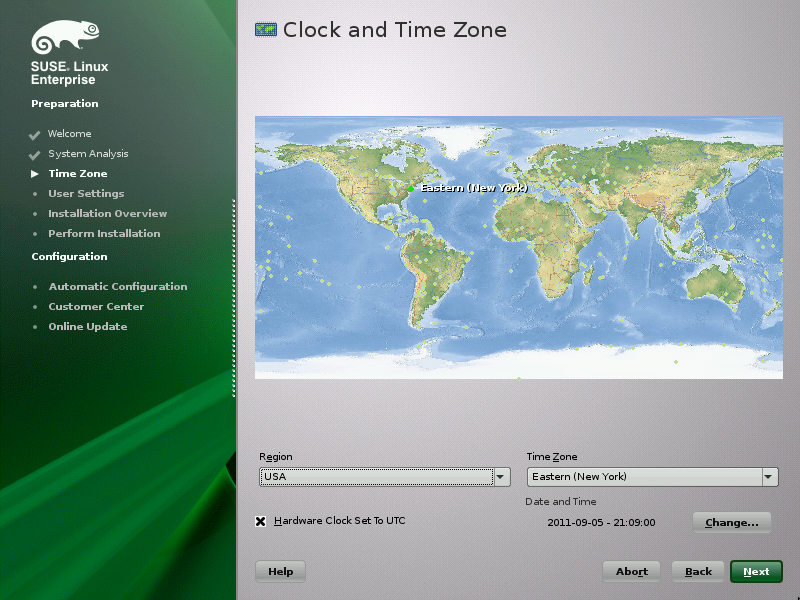 SUSE. Linux
Enterprise
Preparation
Welcome
System Analysis
Time Zone
User Settings
Installation Overview
Perform Installation
Configuration
Automatic Configuration
Customer Center
Online Update
Clock and Time Zone
Eastern (New York)
Region
USA
Time Zone
Eastern (New York)
Hardware Clock Set To UTC
Date and Time
2011-09-05 - 21:09:00
Change...
Help
Abort
Back
Next